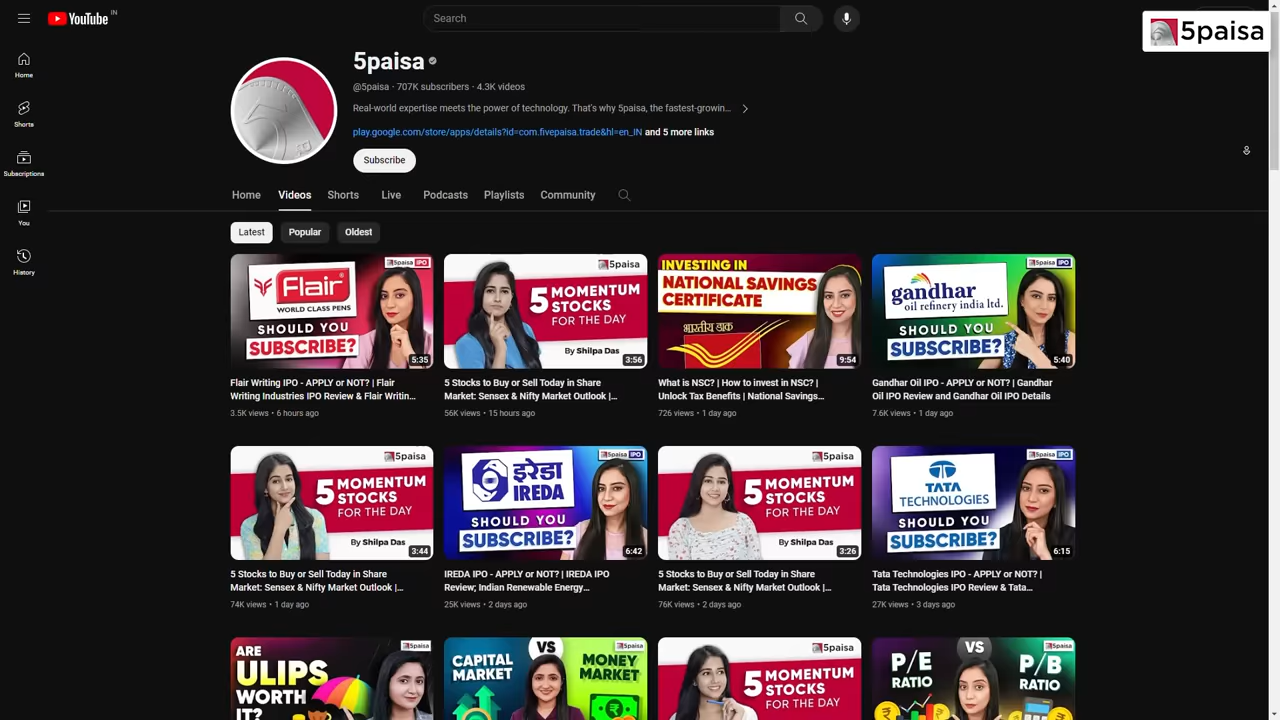 YouTube
IN
Search
5paisa
5paisa
@5paisa · 707K subscribers · 4.3K videos
Real-world expertise meets the power of technology. That's why 5paisa, the fastest-growin...
play.google.com/store/apps/details?id=com.fivepaisa.trade&hl=en_IN and 5 more links
Subscribe
Home
Shorts
Subscriptions
You
History
Home Videos Shorts Live Podcasts Playlists Community
Latest Popular Oldest
5paisa IPO
Flair
WORLD CLASS PENS
SHOULD YOU
SUBSCRIBE?
5:35
Flair Writing IPO - APPLY or NOT? | Flair
Writing Industries IPO Review & Flair Writin...
3.5K views • 6 hours ago
5paisa
5 MOMENTUM
STOCKS
FOR THE DAY
By Shilpa Das
3:56
5 Stocks to Buy or Sell Today in Share
Market: Sensex & Nifty Market Outlook |...
56K views • 15 hours ago
INVESTING IN
NATIONAL SAVINGS
CERTIFICATE
भारतीय डाक
9:54
What is NSC? | How to invest in NSC? |
Unlock Tax Benefits | National Savings...
726 views • 1 day ago
5paisa IPO
gandhar
oil refinery india ltd.
SHOULD YOU
SUBSCRIBE?
5:40
Gandhar Oil IPO - APPLY or NOT? | Gandhar
Oil IPO Review and Gandhar Oil IPO Details
7.6K views • 1 day ago
5paisa
5 MOMENTUM
STOCKS
FOR THE DAY
By Shilpa Das
3:44
5 Stocks to Buy or Sell Today in Share
Market: Sensex & Nifty Market Outlook |...
74K views • 1 day ago
5paisa IPO
इरेडा
IREDA
SHOULD YOU
SUBSCRIBE?
6:42
IREDA IPO - APPLY or NOT? | IREDA IPO
Review; Indian Renewable Energy...
25K views • 2 days ago
5paisa
5 MOMENTUM
STOCKS
FOR THE DAY
By Shilpa Das
3:26
5 Stocks to Buy or Sell Today in Share
Market: Sensex & Nifty Market Outlook |...
76K views • 2 days ago
5paisa IPO
TATA
TECHNOLOGIES
SHOULD YOU
SUBSCRIBE?
6:15
Tata Technologies IPO - APPLY or NOT? |
Tata Technologies IPO Review & Tata...
27K views • 3 days ago
5paisa
ARE
ULIPS
WORTH
IT?
5paisa
CAPITAL
MARKET
VS
MONEY
MARKET
5paisa
5 MOMENTUM
STOCKS
FOR THE DAY
5paisa
P/E
RATIO
VS
P/B
RATIO